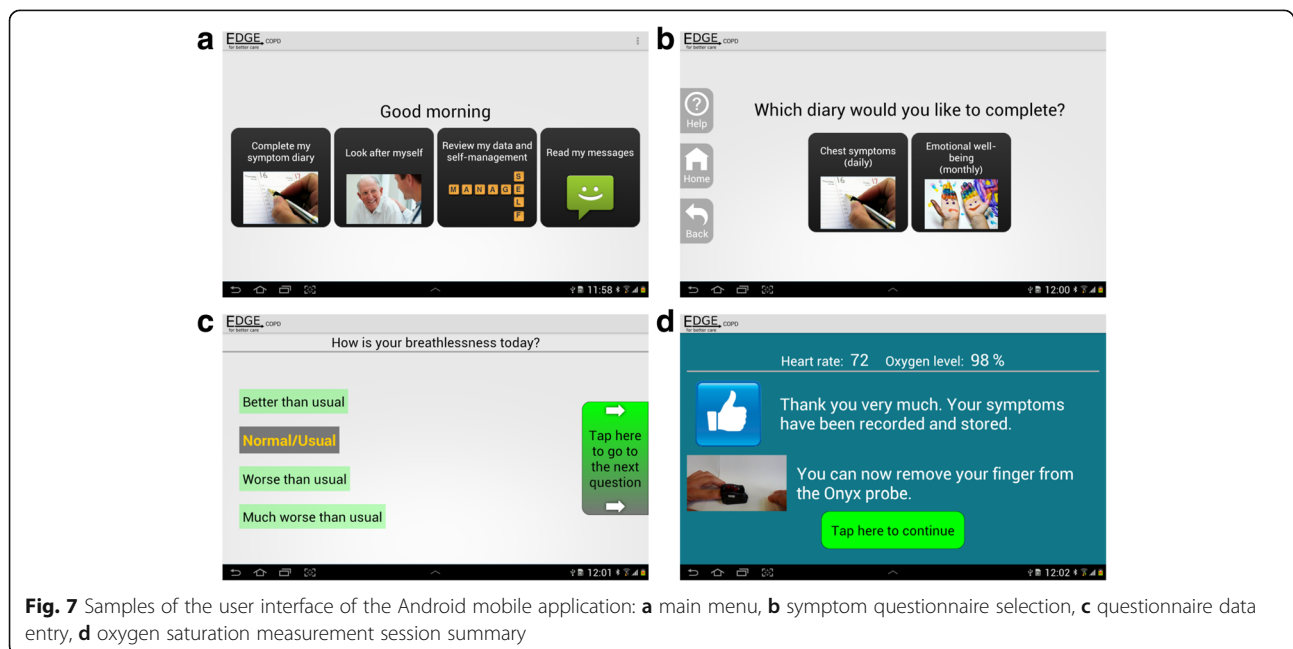 a
EDGE COPD
for better care
Good morning
Complete my
symptom diary
Look after myself
Review my data and
self-management
Read my messages
16
17
S
MANAGE
L
F
11:58
b
EDGE COPD
for better care
Help
Home
Back
Which diary would you like to complete?
Chest symptoms
(daily)
Emotional well-
being
(monthly)
16
17
12:00
c
EDGE COPD
for better care
How is your breathlessness today?
Better than usual
Normal/Usual
Worse than usual
Much worse than usual
Tap here
to go to
the next
question
12:01
d
EDGE COPD
for better care
Heart rate: 72 Oxygen level: 98 %
Thank you very much. Your symptoms
have been recorded and stored.
You can now remove your finger from
the Onyx probe.
Tap here to continue
12:02
Fig. 7 Samples of the user interface of the Android mobile application: a main menu, b symptom questionnaire selection, c questionnaire data
entry, d oxygen saturation measurement session summary